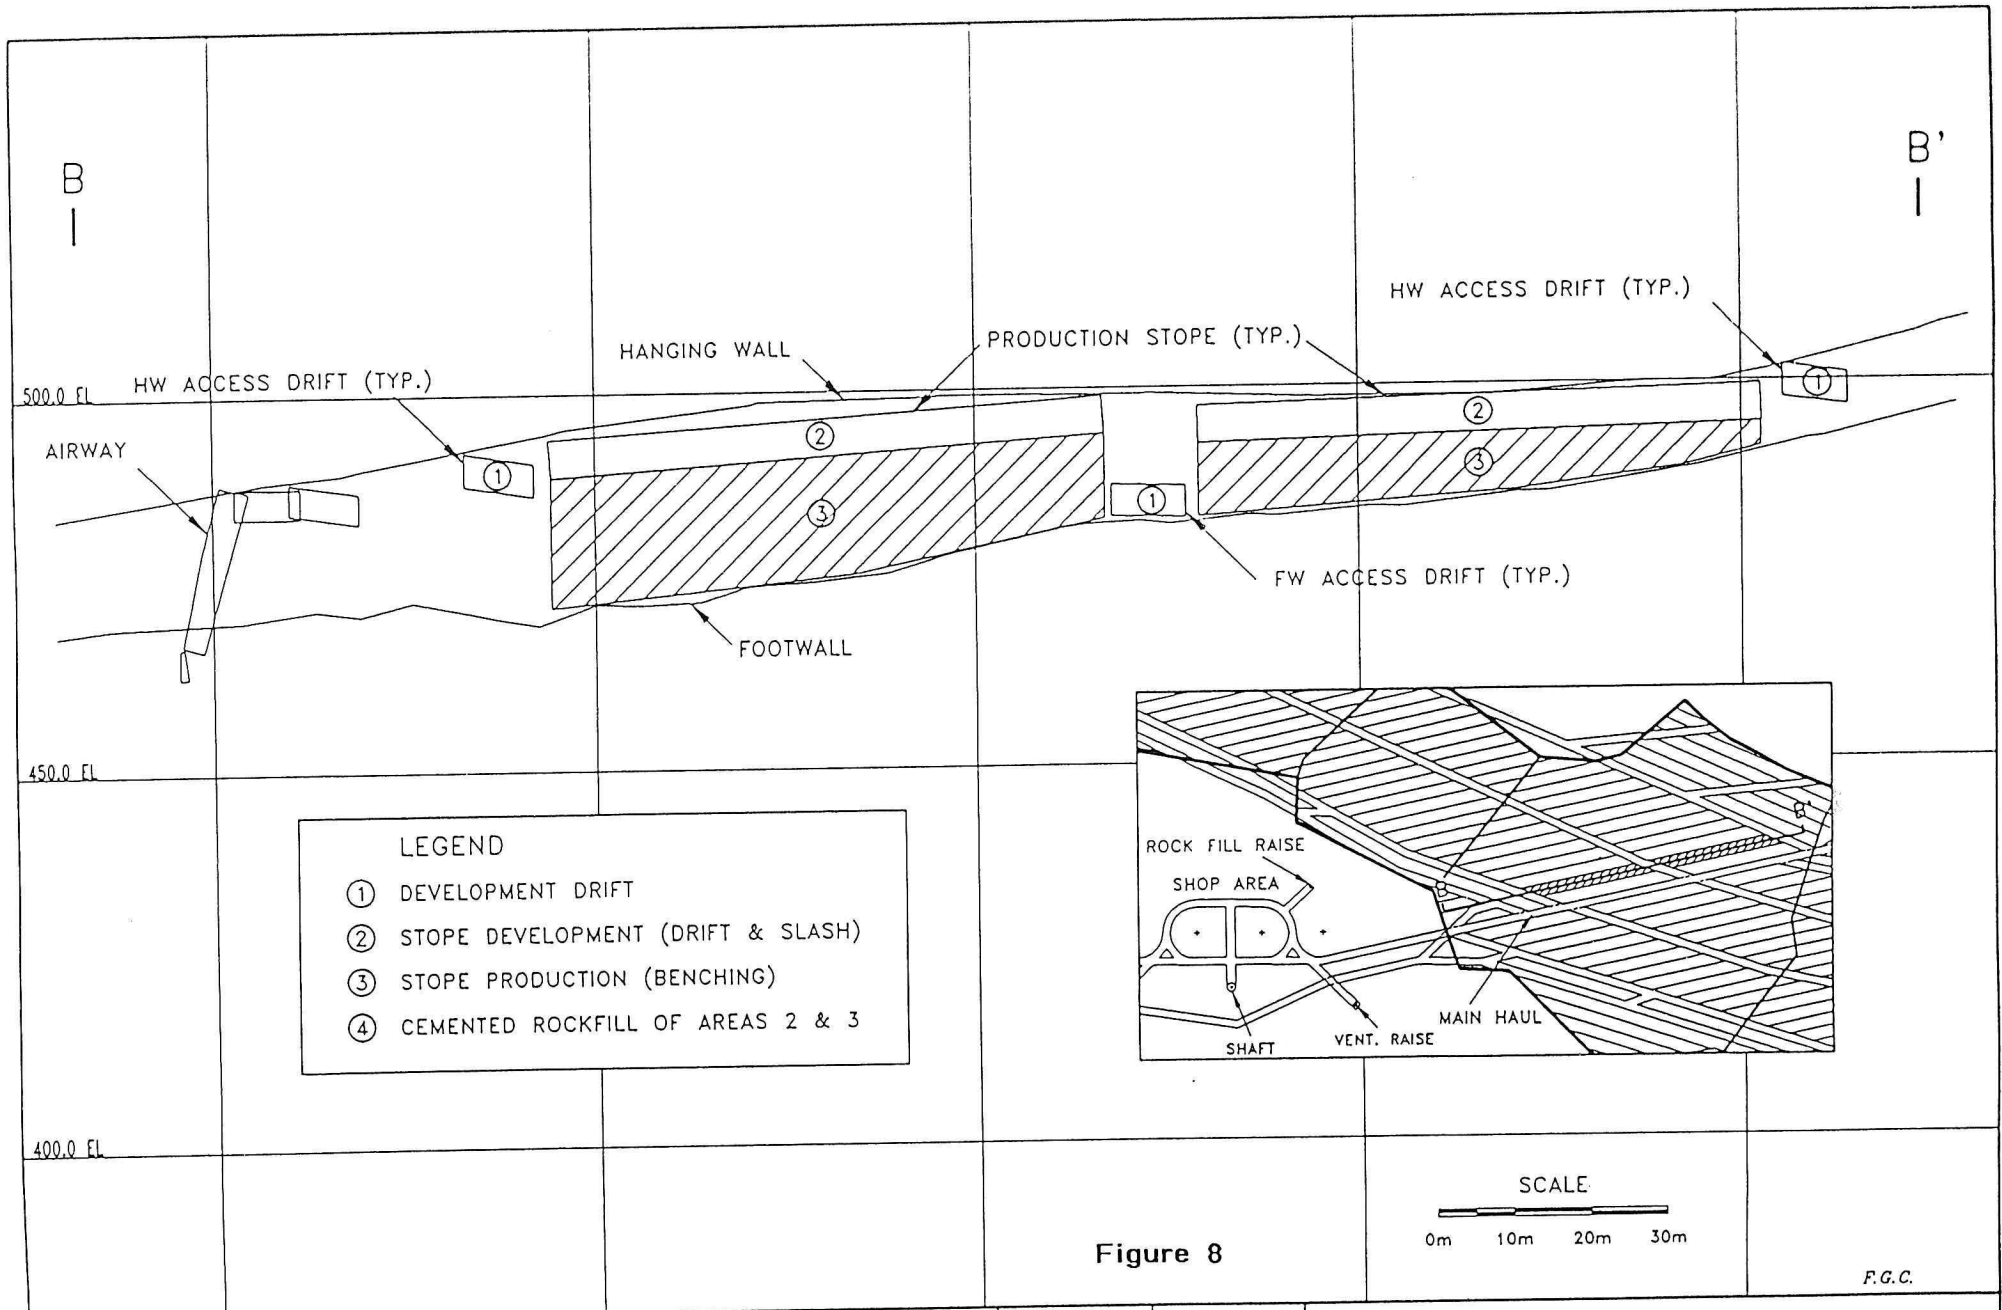 B
B'
HW ACCESS DRIFT (TYP.)
HANGING WALL
PRODUCTION STOPE (TYP.)
HW ACCESS DRIFT (TYP.)
500.0 EL
AIRWAY
1
2
3
1
2
3
1
FW ACCESS DRIFT (TYP.)
FOOTWALL
450.0 EL
LEGEND
1 DEVELOPMENT DRIFT
2 STOPE DEVELOPMENT (DRIFT & SLASH)
3 STOPE PRODUCTION (BENCHING)
4 CEMENTED ROCKFILL OF AREAS 2 & 3
B'
ROCK FILL RAISE
SHOP AREA
B
MAIN HAUL
VENT. RAISE
SHAFT
400.0 EL
SCALE
0m 10m 20m 30m
Figure 8
F.G.C.